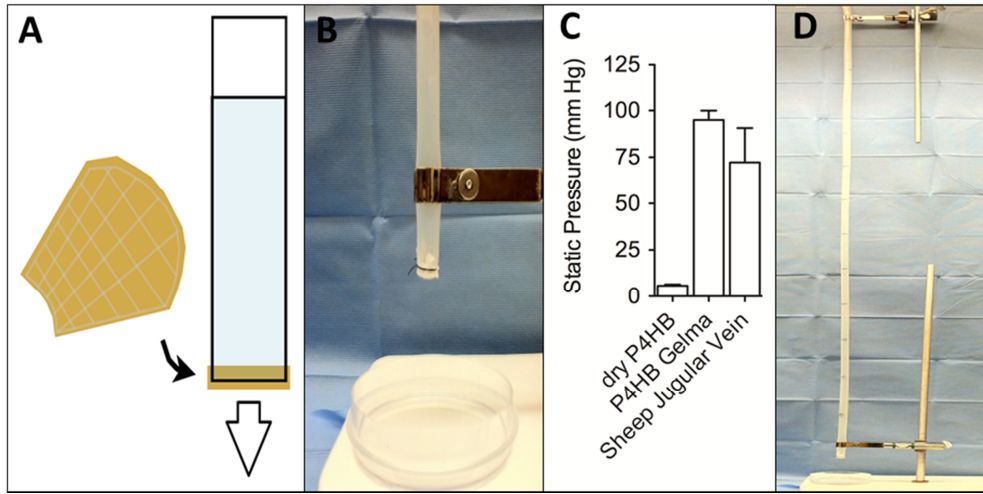 A
B
C
D
Static Pressure (mm Hg)
125
100
75
50
25
0
dry P4HB
P4HB Gelma
Sheep Jugular Vein